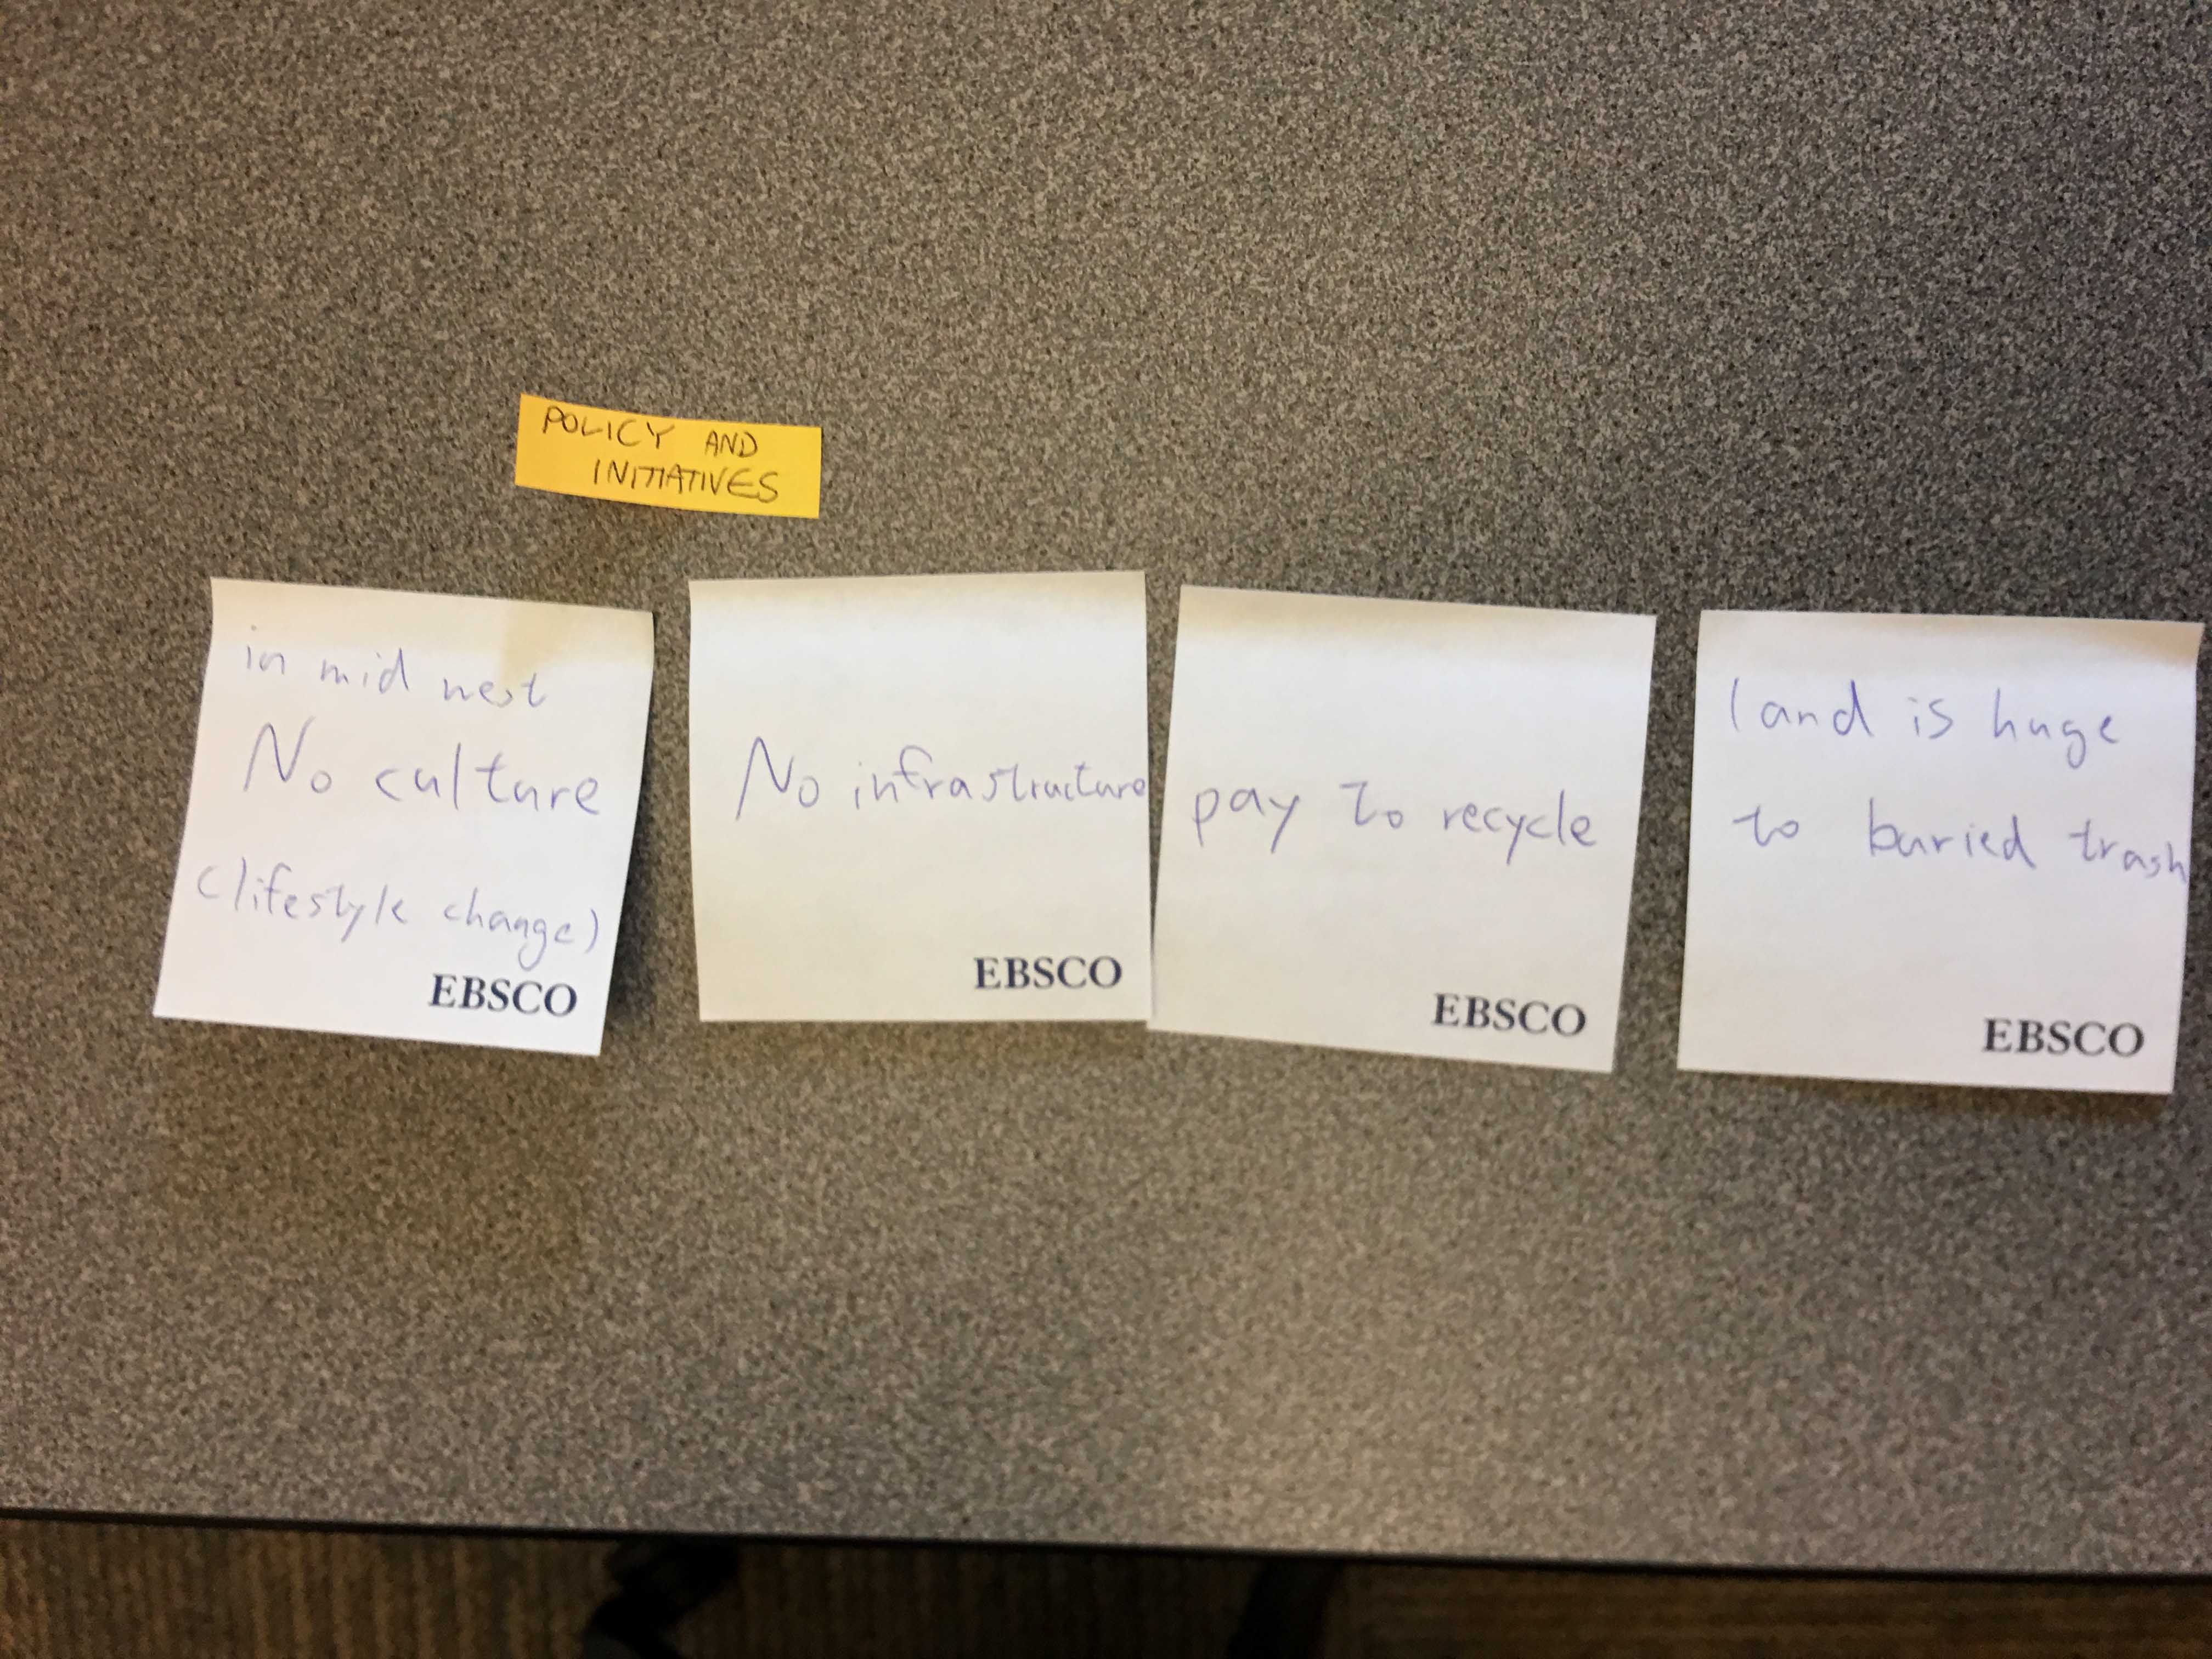 POLICY AND
INITIATIVES
in mid west
No culture
(lifestyle change)
EBSCO
No infrastructure
EBSCO
pay to recycle
EBSCO
land is huge
to buried trash
EBSCO